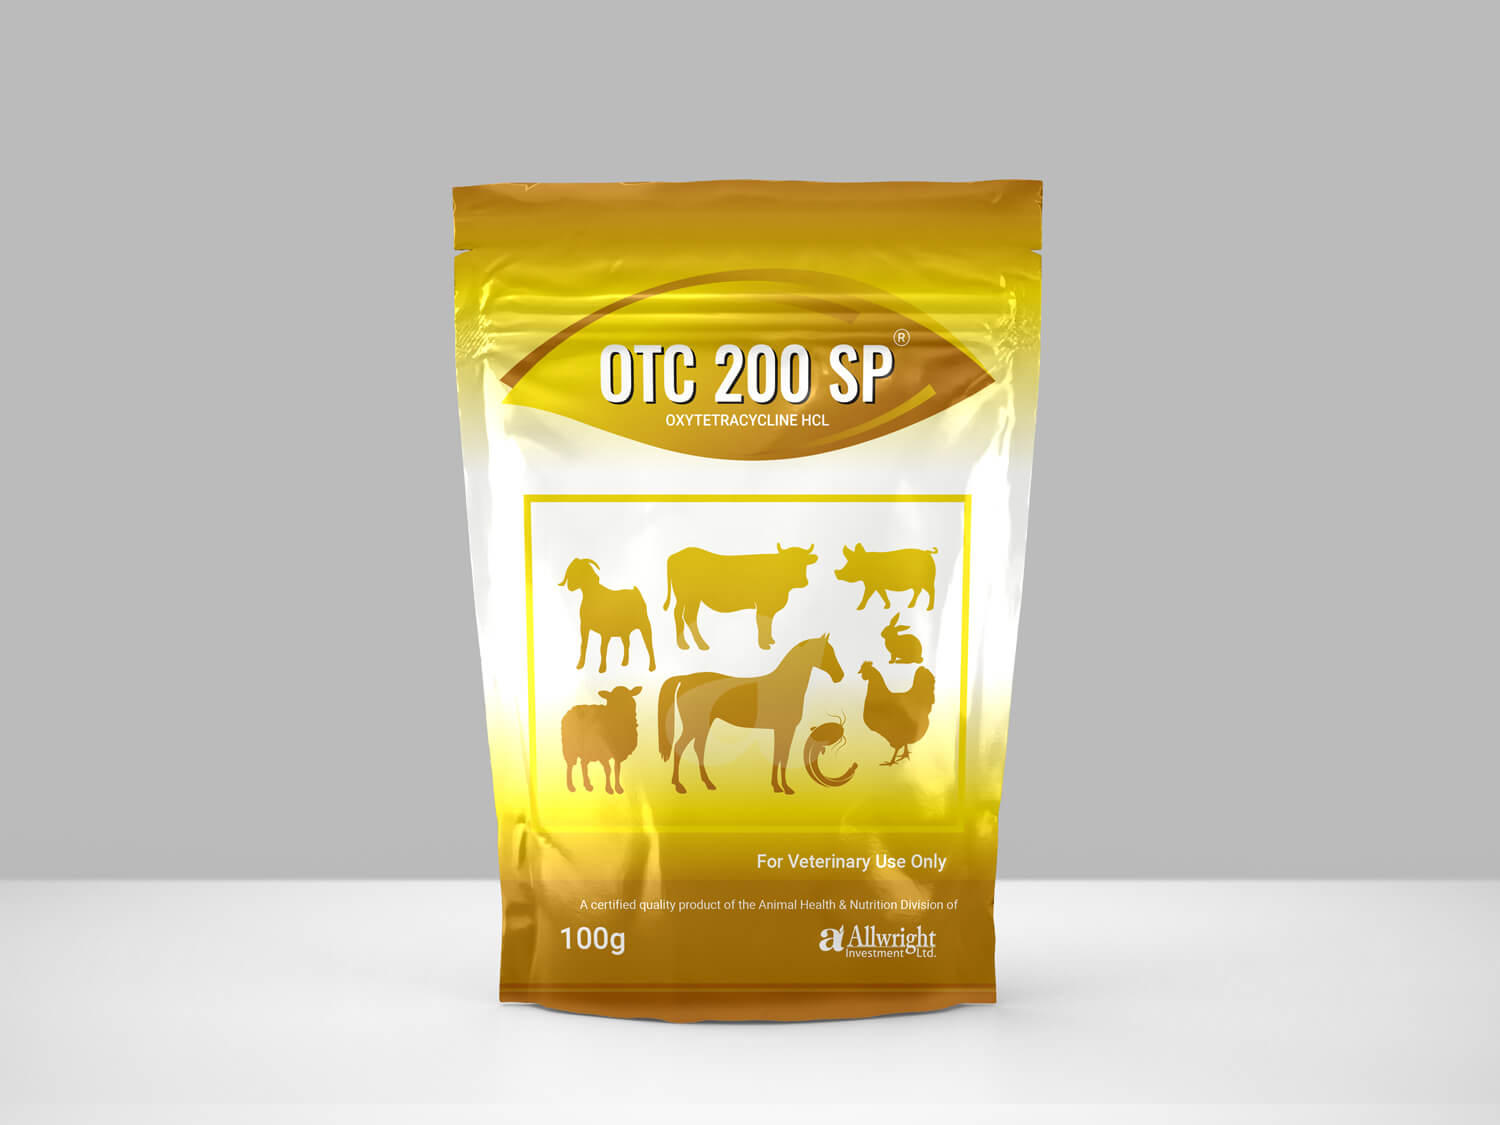 OTC 200 SP®
OXYTETRACYCLINE HCL
For Veterinary Use Only
A certified quality product of the Animal Health & Nutrition Division of
100g
a Allwright
Investment Ltd.